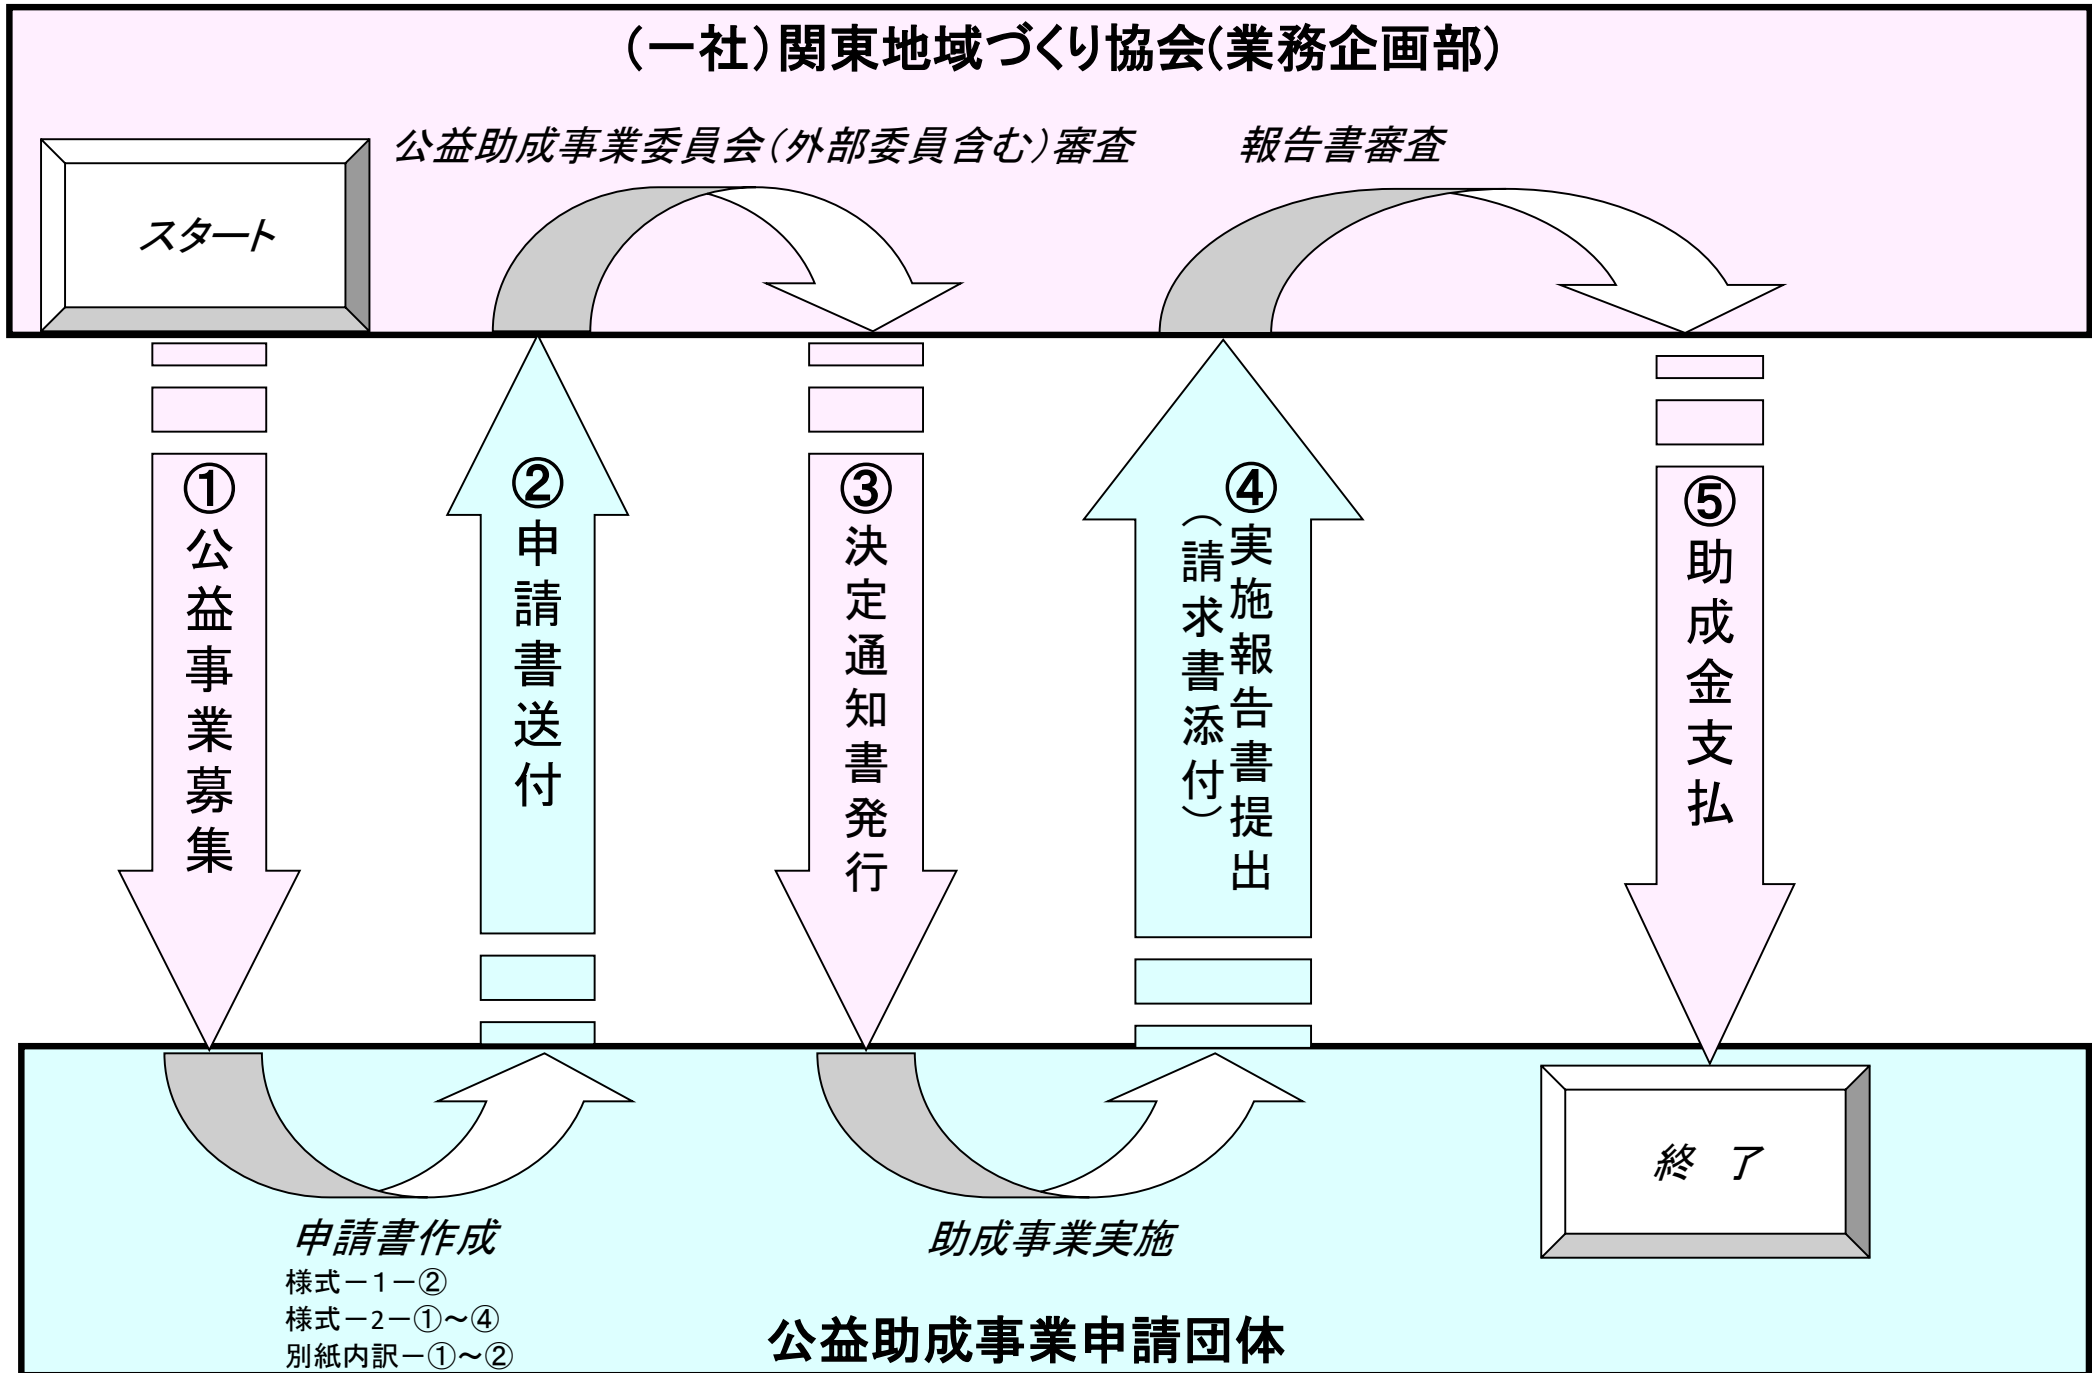 （一社）関東地域づくり協会(業務企画部)
公益助成事業委員会（外部委員含む）審査
報告書審査
スタート
①公益事業募集
②申請書送付
③決定通知書発行
④実施報告書提出
（請求書添付）
⑤助成金支払
申請書作成
様式－１－②
様式－2－①～④
別紙内訳－①～②
助成事業実施
終　了
公益助成事業申請団体